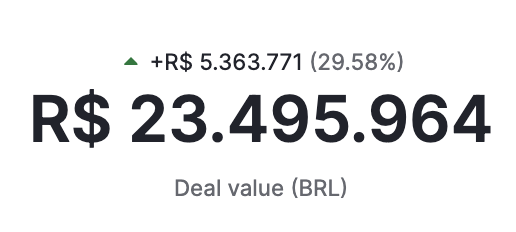 +R$ 5.363.771 (29.58%)
R$ 23.495.964
Deal value (BRL)